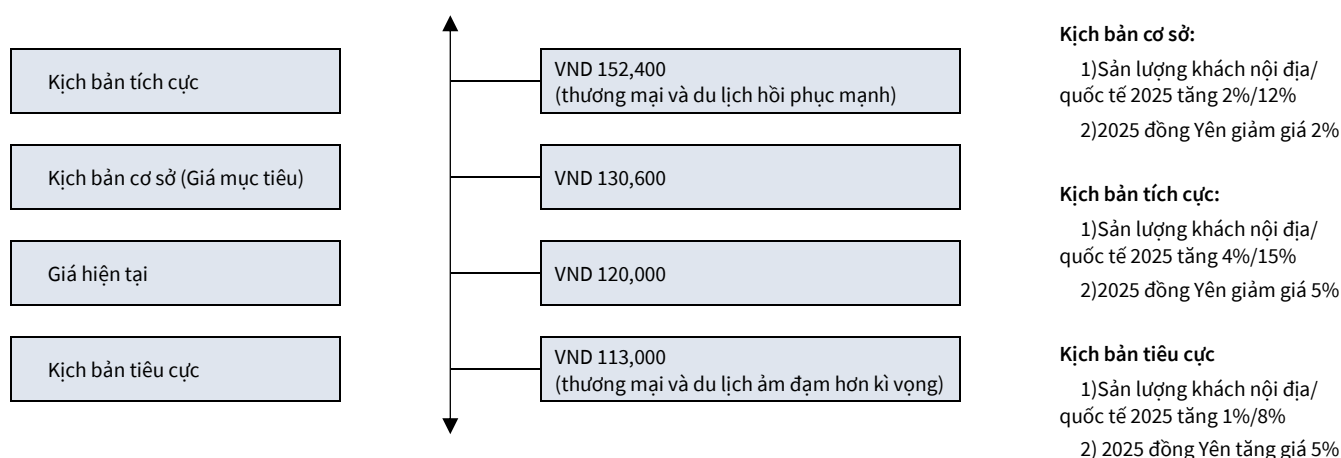 Kịch bản tích cực
VND 152,400
(thương mại và du lịch hồi phục mạnh)
Kịch bản cơ sở (Giá mục tiêu)
VND 130,600
Giá hiện tại
VND 120,000
Kịch bản tiêu cực
VND 113,000
(thương mại và du lịch ảm đạm hơn kì vọng)
Kịch bản cơ sở:
1)Sản lượng khách nội địa/
quốc tế 2025 tăng 2%/12%
2)2025 đồng Yên giảm giá 2%
Kịch bản tích cực:
1)Sản lượng khách nội địa/
quốc tế 2025 tăng 4%/15%
2)2025 đồng Yên giảm giá 5%
Kịch bản tiêu cực
1)Sản lượng khách nội địa/
quốc tế 2025 tăng 1%/8%
2) 2025 đồng Yên tăng giá 5%